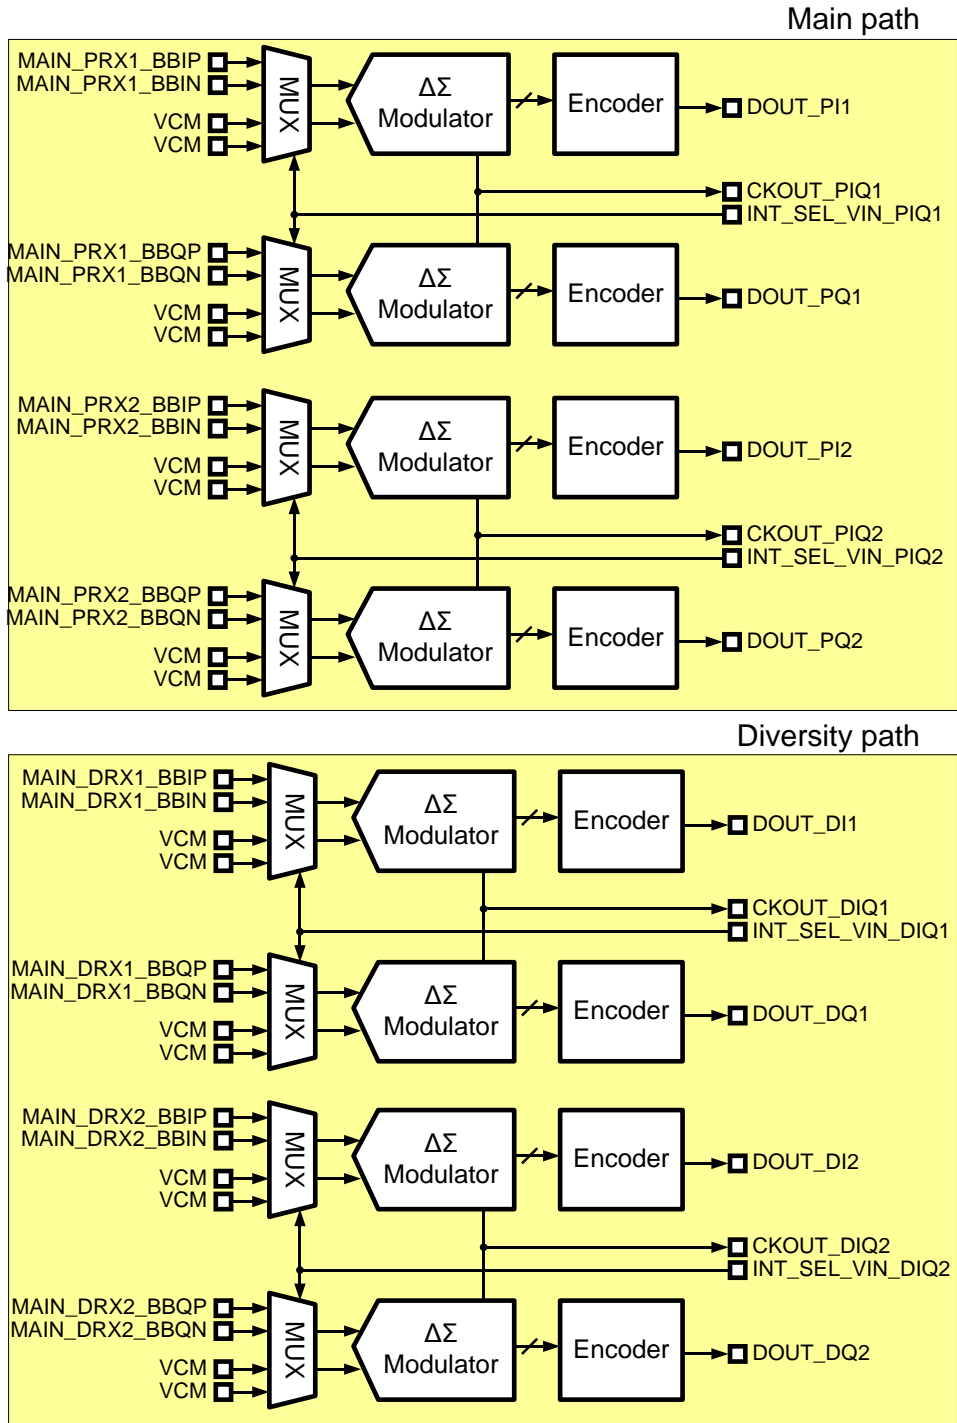 Main path
MAIN_PRX1_BBIP
MAIN_PRX1_BBIN
VCM
VCM
MUX
ΔΣ
Modulator
Encoder
DOUT_PI1
CKOUT_PIQ1
INT_SEL_VIN_PIQ1
MAIN_PRX1_BBQP
MAIN_PRX1_BBQN
VCM
VCM
MUX
ΔΣ
Modulator
Encoder
DOUT_PQ1
MAIN_PRX2_BBIP
MAIN_PRX2_BBIN
VCM
VCM
MUX
ΔΣ
Modulator
Encoder
DOUT_PI2
CKOUT_PIQ2
INT_SEL_VIN_PIQ2
MAIN_PRX2_BBQP
MAIN_PRX2_BBQN
VCM
VCM
MUX
ΔΣ
Modulator
Encoder
DOUT_PQ2
Diversity path
MAIN_DRX1_BBIP
MAIN_DRX1_BBIN
VCM
VCM
MUX
ΔΣ
Modulator
Encoder
DOUT_DI1
CKOUT_DIQ1
INT_SEL_VIN_DIQ1
MAIN_DRX1_BBQP
MAIN_DRX1_BBQN
VCM
VCM
MUX
ΔΣ
Modulator
Encoder
DOUT_DQ1
MAIN_DRX2_BBIP
MAIN_DRX2_BBIN
VCM
VCM
MUX
ΔΣ
Modulator
Encoder
DOUT_DI2
CKOUT_DIQ2
INT_SEL_VIN_DIQ2
MAIN_DRX2_BBQP
MAIN_DRX2_BBQN
VCM
VCM
MUX
ΔΣ
Modulator
Encoder
DOUT_DQ2